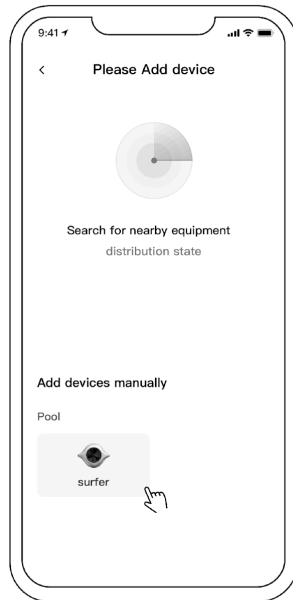 9:41
Please Add device
Search for nearby equipment
distribution state
Add devices manually
Pool
surfer